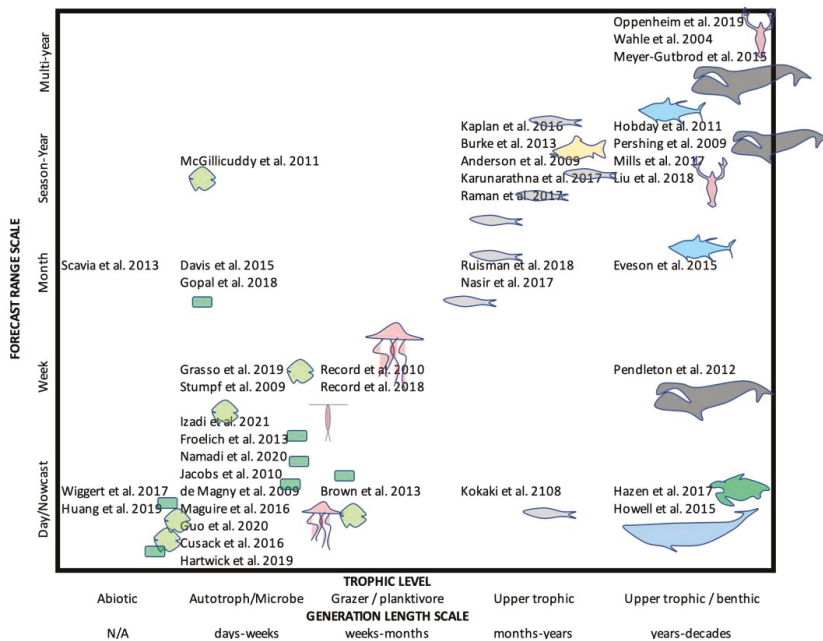 FORECAST RANGE SCALE
Multi-year
Oppenheim et al. 2019
Wahle et al. 2004
Meyer-Gutbrod et al. 2015
Season-Year
McGillicuddy et al. 2011
Kaplan et al. 2016
Burke et al. 2013
Anderson et al. 2009
Karunarathna et al. 2017
Raman et al. 2017
Hobday et al. 2011
Pershing et al. 2009
Mills et al. 2017
Liu et al. 2018
Month
Scavia et al. 2013
Davis et al. 2015
Gopal et al. 2018
Ruisman et al. 2018
Nasir et al. 2017
Eveson et al. 2015
Week
Grasso et al. 2019
Stumpf et al. 2009
Record et al. 2010
Record et al. 2018
Pendleton et al. 2012
Day/Nowcast
Wiggert et al. 2017
Huang et al. 2019
Izadi et al. 2021
Froelich et al. 2013
Namadi et al. 2020
Jacobs et al. 2010
de Magny et al. 2009
Maguire et al. 2016
Guo et al. 2020
Cusack et al. 2016
Hartwick et al. 2019
Brown et al. 2013
Kokaki et al. 2108
Hazen et al. 2017
Howell et al. 2015
TROPHIC LEVEL
Abiotic Autotroph/Microbe Grazer / planktivore Upper trophic Upper trophic / benthic
GENERATION LENGTH SCALE
N/A days-weeks weeks-months months-years years-decades